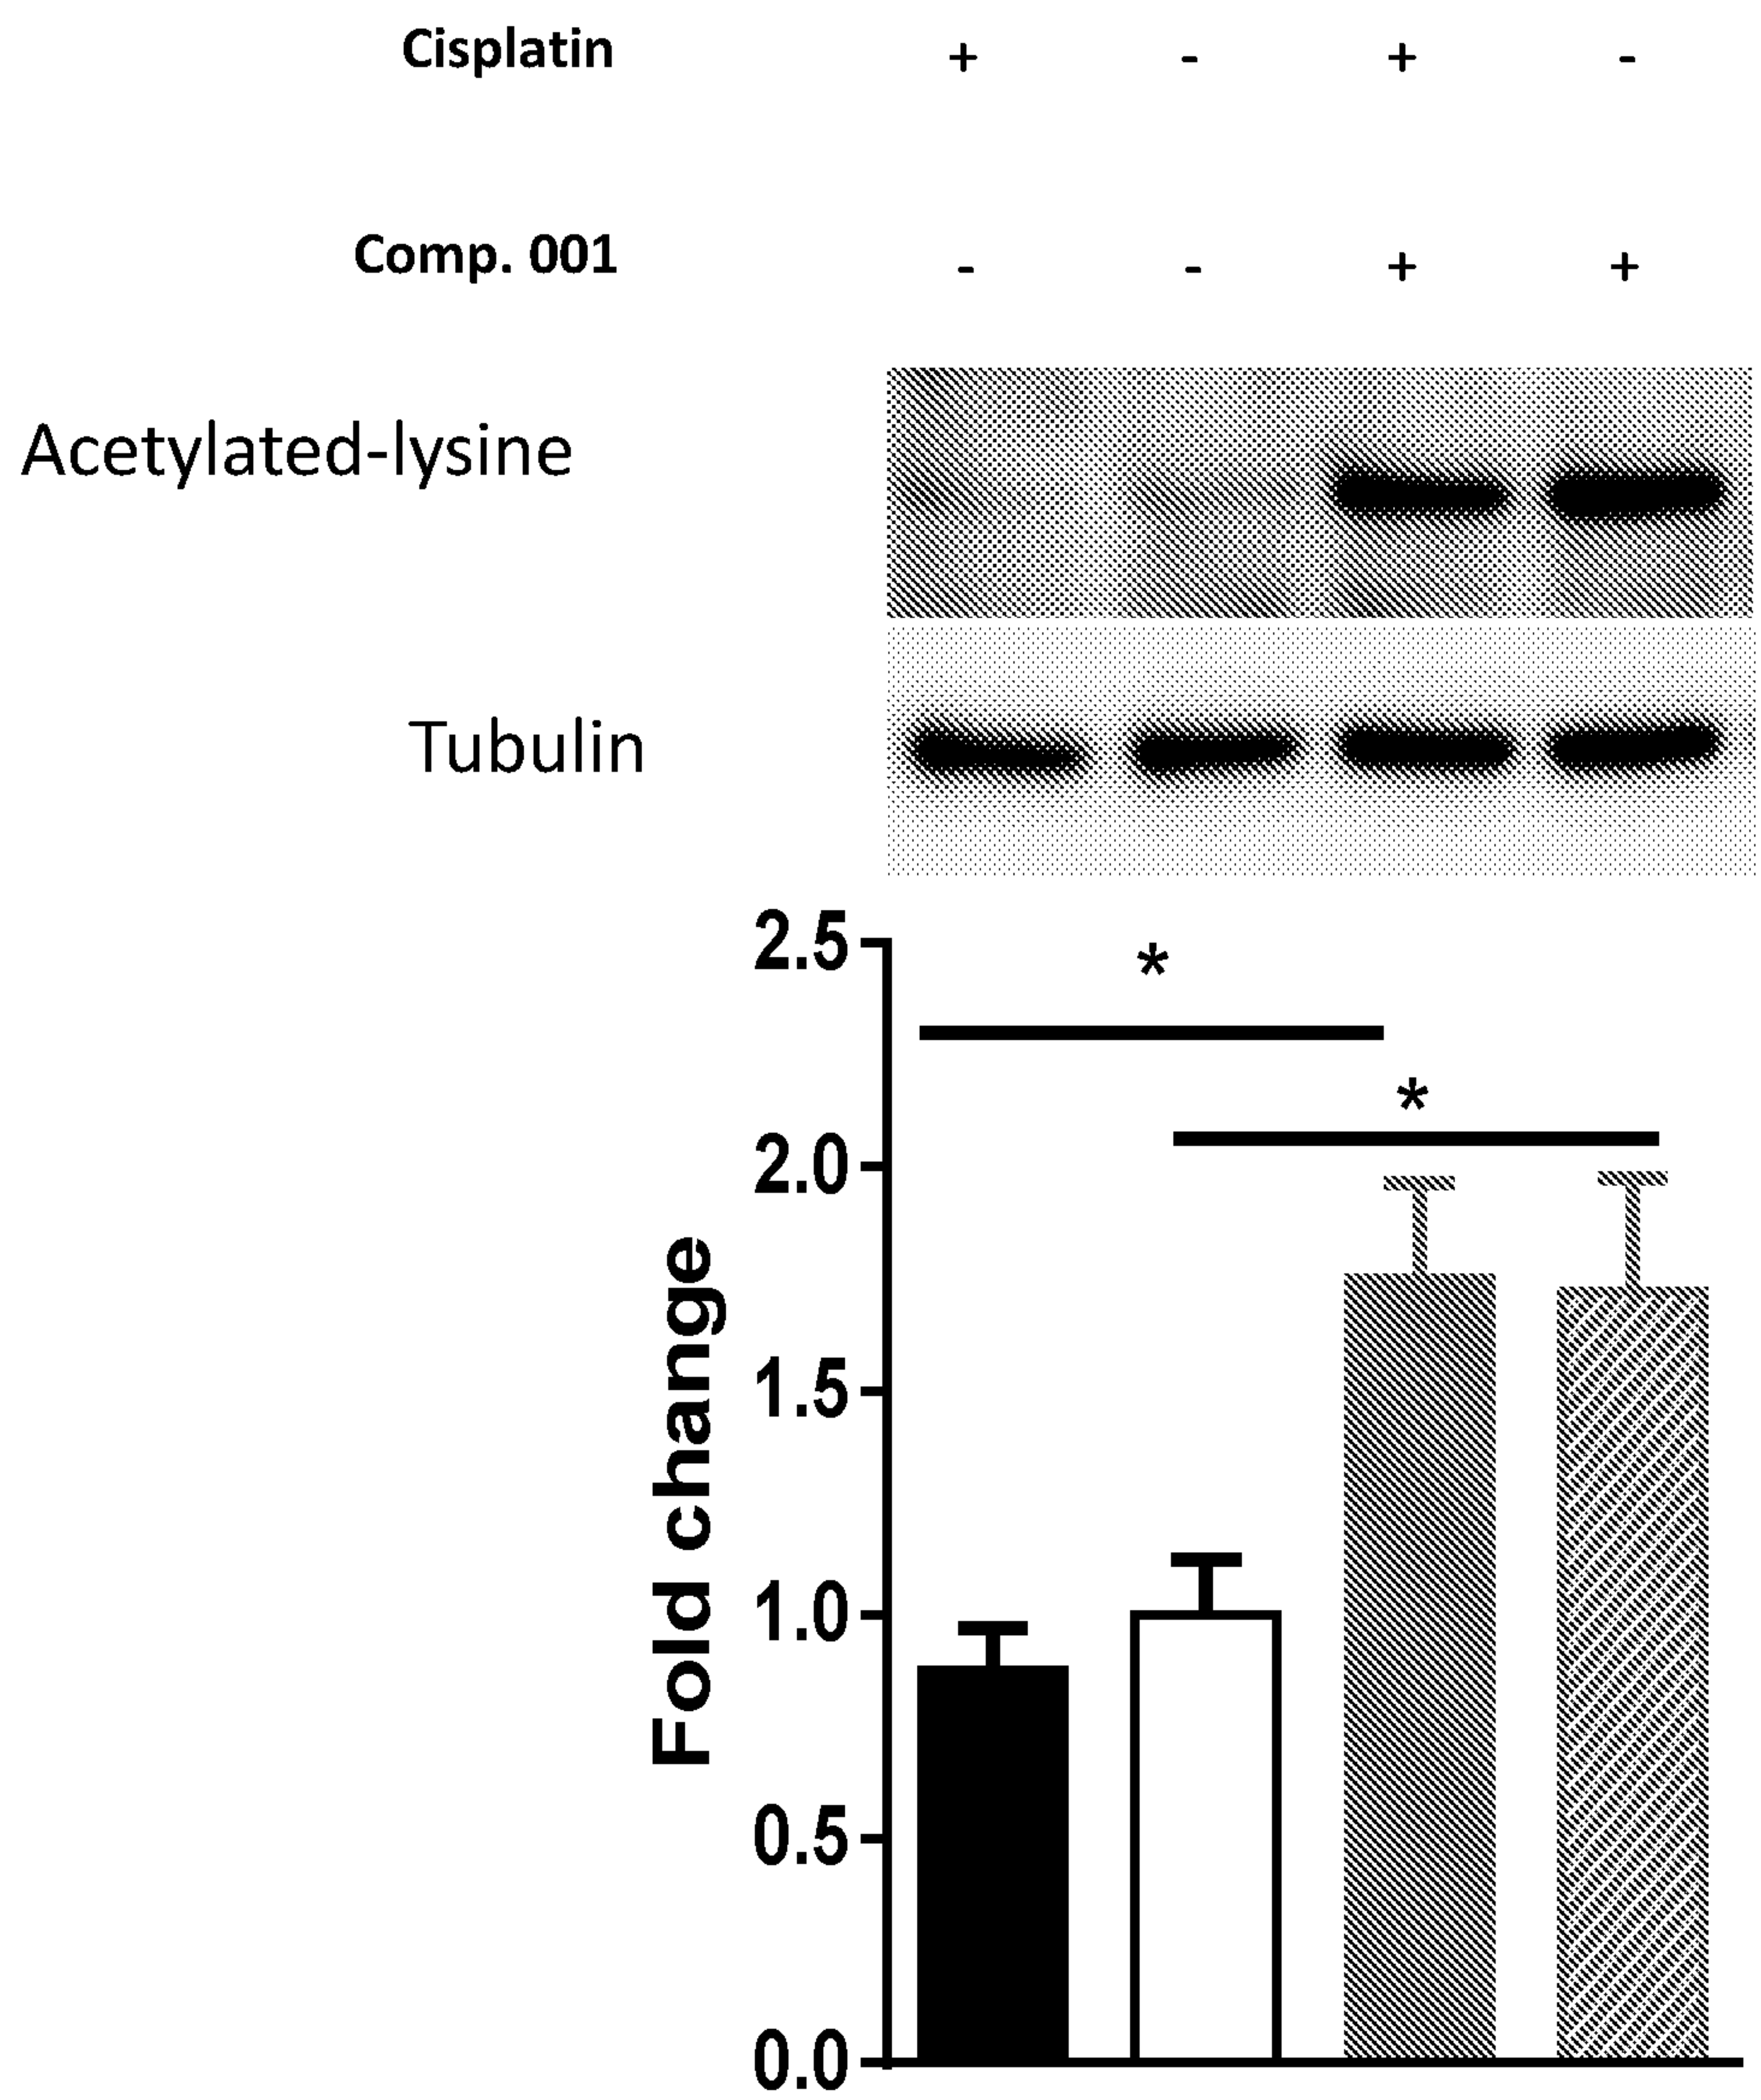 Cisplatin + - + -
Comp. 001 - - + +
Acetylated-lysine
Tubulin
2.5
*
*
2.0
1.5
1.0
0.5
0.0
Fold change